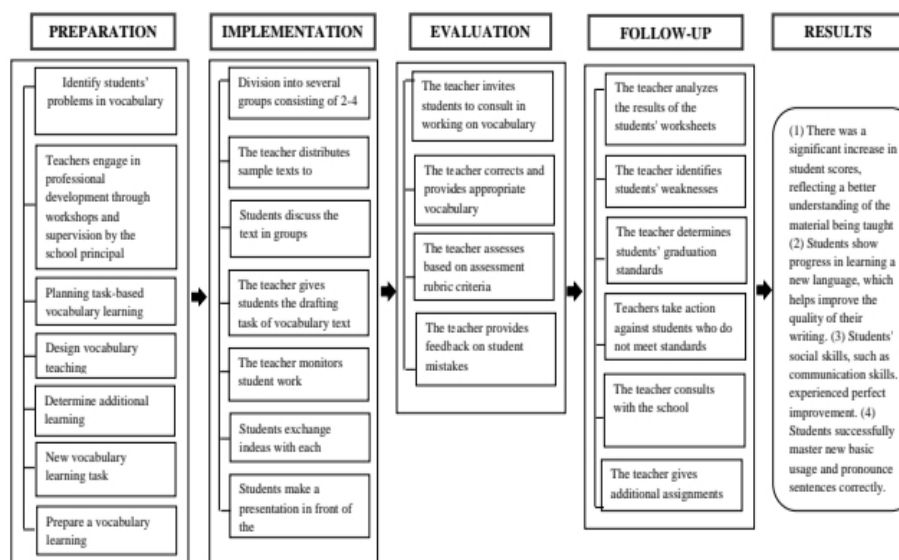 PREPARATION
Identify students'
problems in vocabulary
Teachers engage in
professional
development through
workshops and
supervision by the
school principal
Planning task-based
vocabulary learning
Design vocabulary
teaching
Determine additional
learning
New vocabulary
learning task
Prepare a vocabulary
learning
IMPLEMENTATION
Division into several
groups consisting of 2-4
The teacher distributes
sample texts to
Students discuss the
text in groups
The teacher gives
students the drafting
task of vocabulary text
The teacher monitors
student work
Students exchange
indeas with each
Students make a
presentation in front of
the
EVALUATION
The teacher invites
students to consult in
working on vocabulary
The teacher corrects and
provides appropriate
vocabulary
The teacher assesses
based on assessment
rubric criteria
The teacher provides
feedback on student
mistakes
FOLLOW-UP
The teacher analyzes
the results of the
students' worksheets
The teacher identifies
students' weaknesses
The teacher determines
students' graduation
standards
Teachers take action
against students who do
not meet standards
The teacher consults
with the school
The teacher gives
additional assignments
RESULTS
(1) There was a
significant increase in
student scores,
reflecting a better
understanding of the
material being taught
(2) Students show
progress in learning a
new language, which
helps improve the
quality of their
writing. (3) Students'
social skills, such as
communication skills.
experienced perfect
improvement. (4)
Students successfully
master new basic
usage and pronounce
sentences correctly.